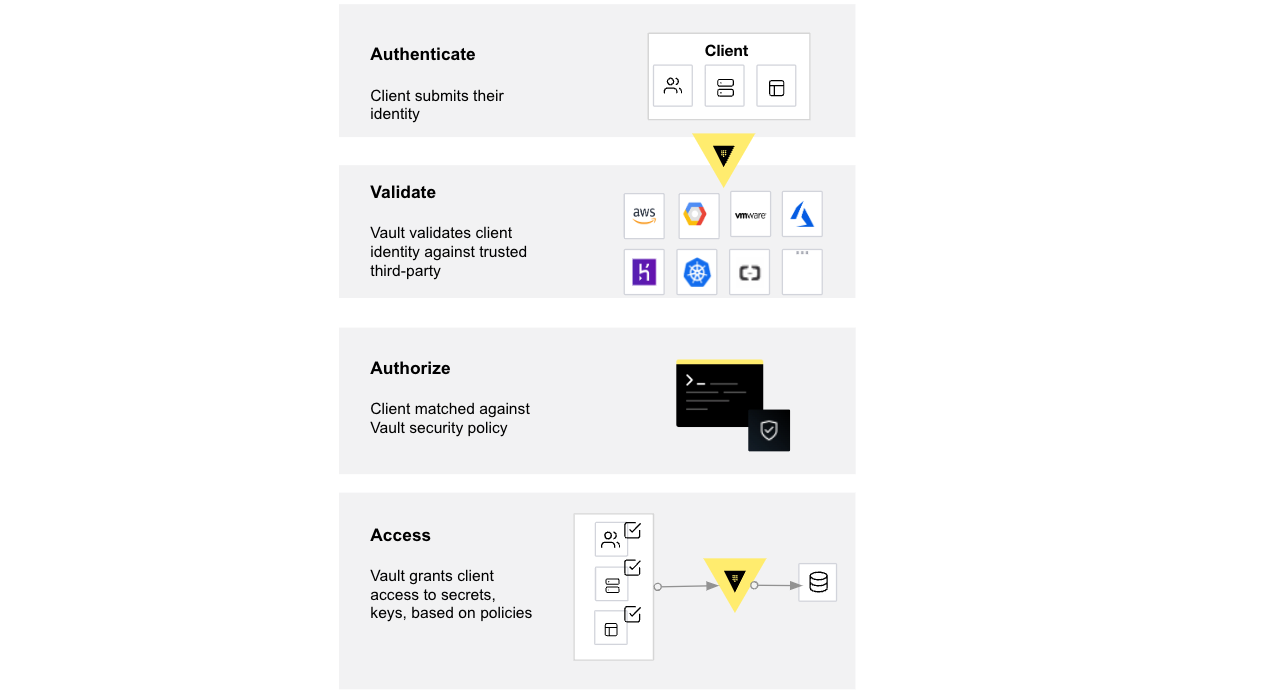 Authenticate
Client
Client submits their
identity
Validate
Vault validates client
identity against trusted
third-party
aws
vmware
Authorize
Client matched against
Vault security policy
Access
Vault grants client
access to secrets,
keys, based on policies